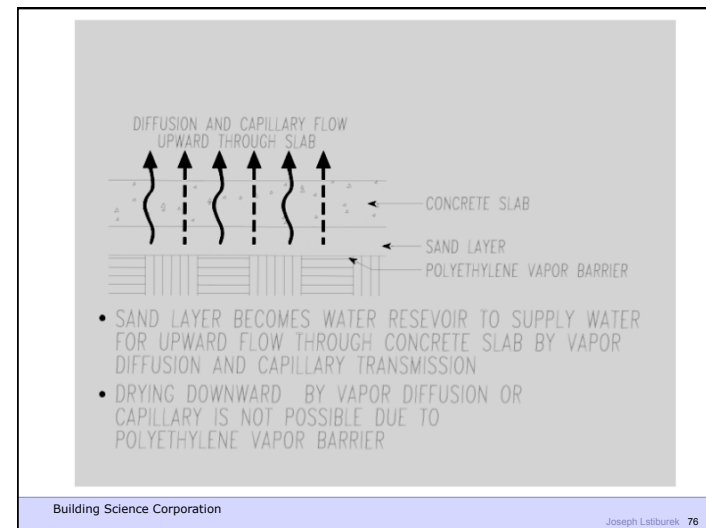 DIFFUSION AND CAPILLARY FLOW
UPWARD THROUGH SLAB
CONCRETE SLAB
SAND LAYER
POLYETHYLENE VAPOR BARRIER
• SAND LAYER BECOMES WATER RESEVOIR TO SUPPLY WATER
FOR UPWARD FLOW THROUGH CONCRETE SLAB BY VAPOR
DIFFUSION AND CAPILLARY TRANSMISSION
• DRYING DOWNWARD BY VAPOR DIFFUSION OR
CAPILLARY IS NOT POSSIBLE DUE TO
POLYETHYLENE VAPOR BARRIER
Building Science Corporation
Joseph Lstiburek 76